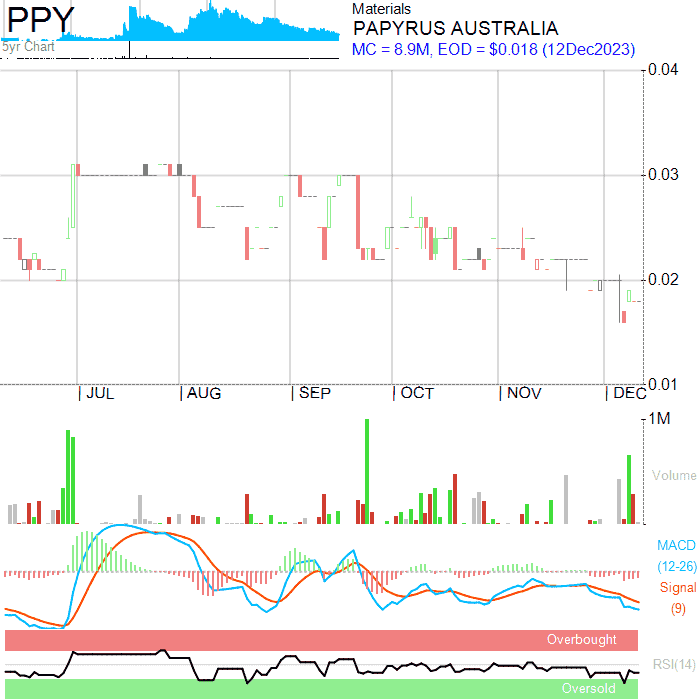 PPY
5yr Chart
Materials
PAPYRUS AUSTRALIA
MC = 8.9M, EOD = $0.018 (12Dec2023)
0.04
0.03
0.02
0.01
JUL AUG SEP OCT NOV DEC
1M
Volume
MACD
(12-26)
Signal
(9)
Overbought
RSI(14)
Oversold